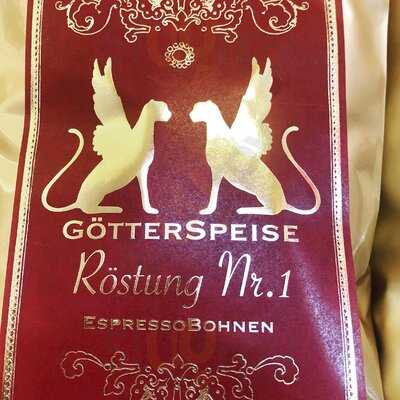 GÖTTERSPEISE
Röstung Nr.1
ESPRESSOBOHNEN